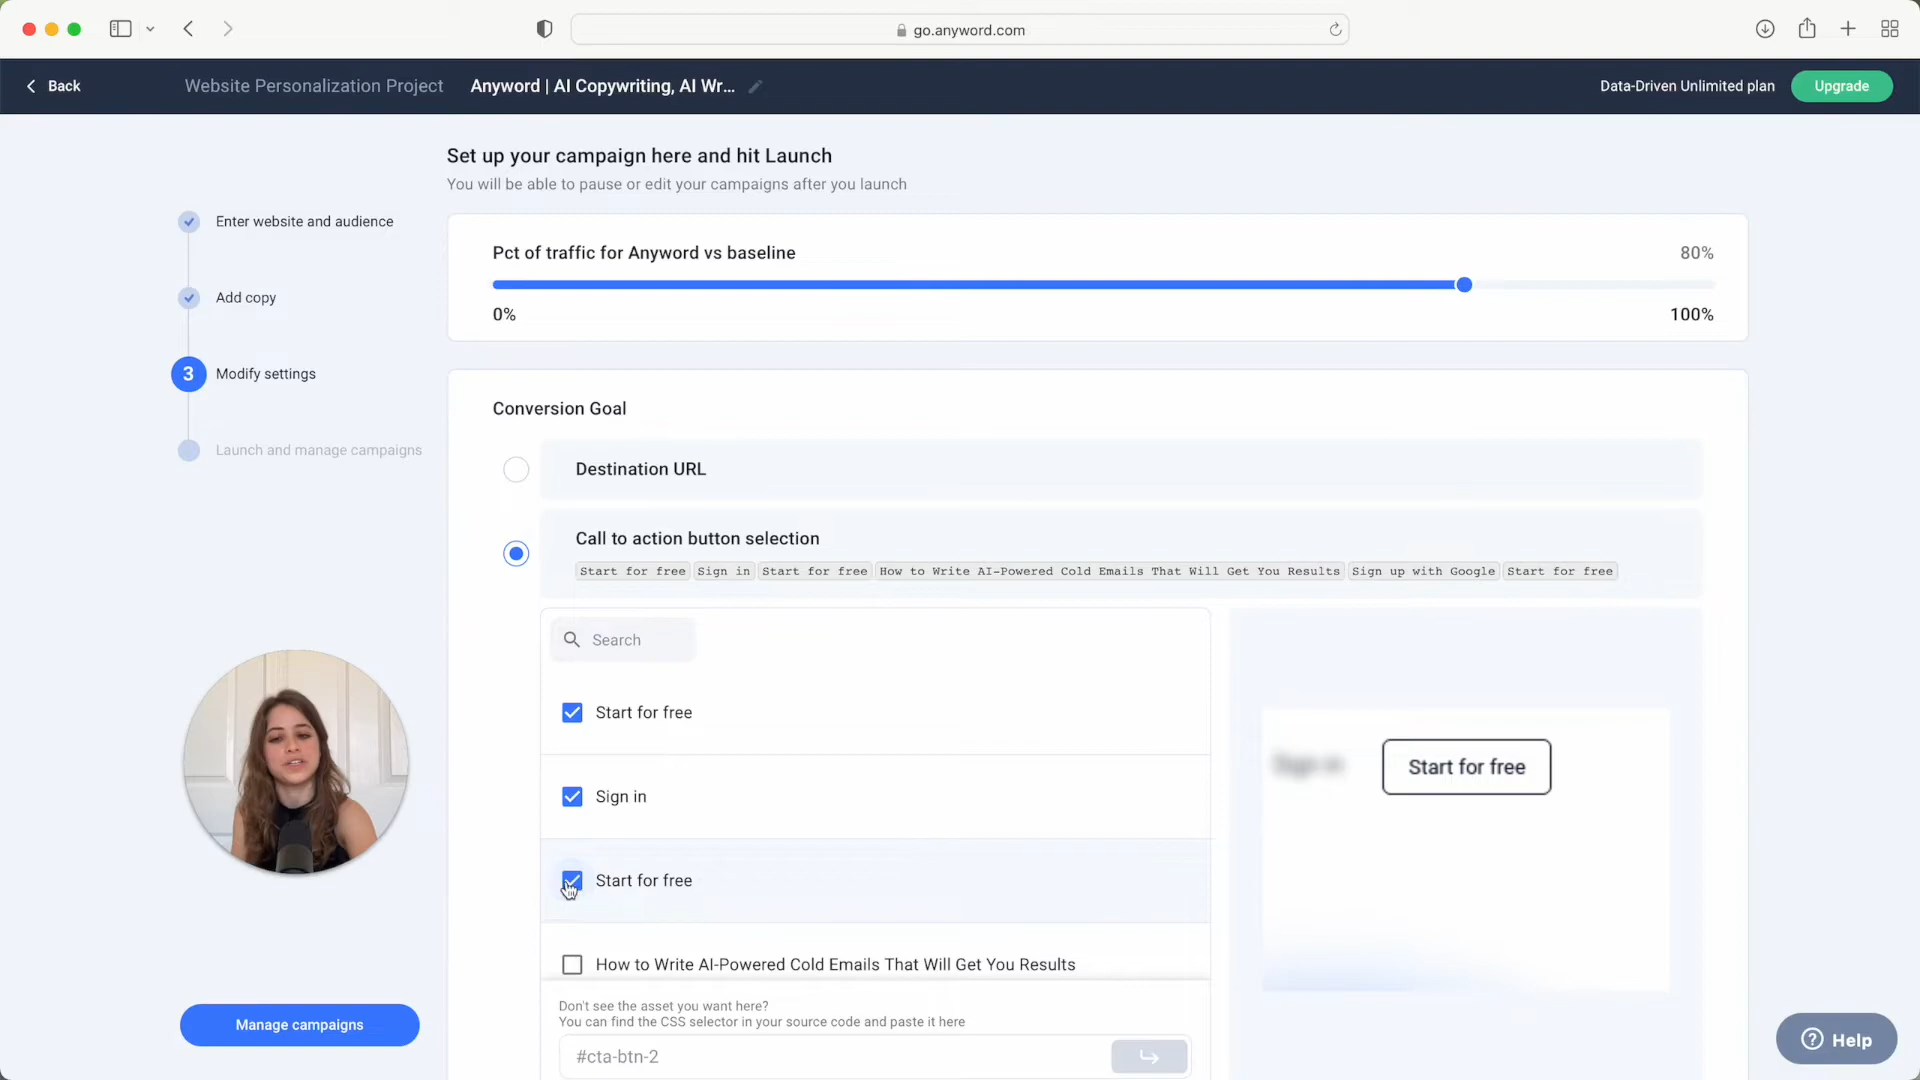 go.anyword.com
Back
Website Personalization Project
Anyword | AI Copywriting, AI Wr...
Data-Driven Unlimited plan
Upgrade
Set up your campaign here and hit Launch
You will be able to pause or edit your campaigns after you launch
Enter website and audience
Add copy
3 Modify settings
Launch and manage campaigns
Pct of traffic for Anyword vs baseline
80%
0%
100%
Conversion Goal
Destination URL
Call to action button selection
Start for free Sign in Start for free How to Write AI-Powered Cold Emails That Will Get You Results Sign up with Google Start for free
Search
Start for free
Sign in
Start for free
How to Write AI-Powered Cold Emails That Will Get You Results
Don't see the asset you want here?
You can find the CSS selector in your source code and paste it here
#cta-btn-2
Sign in
Start for free
Manage campaigns
Help